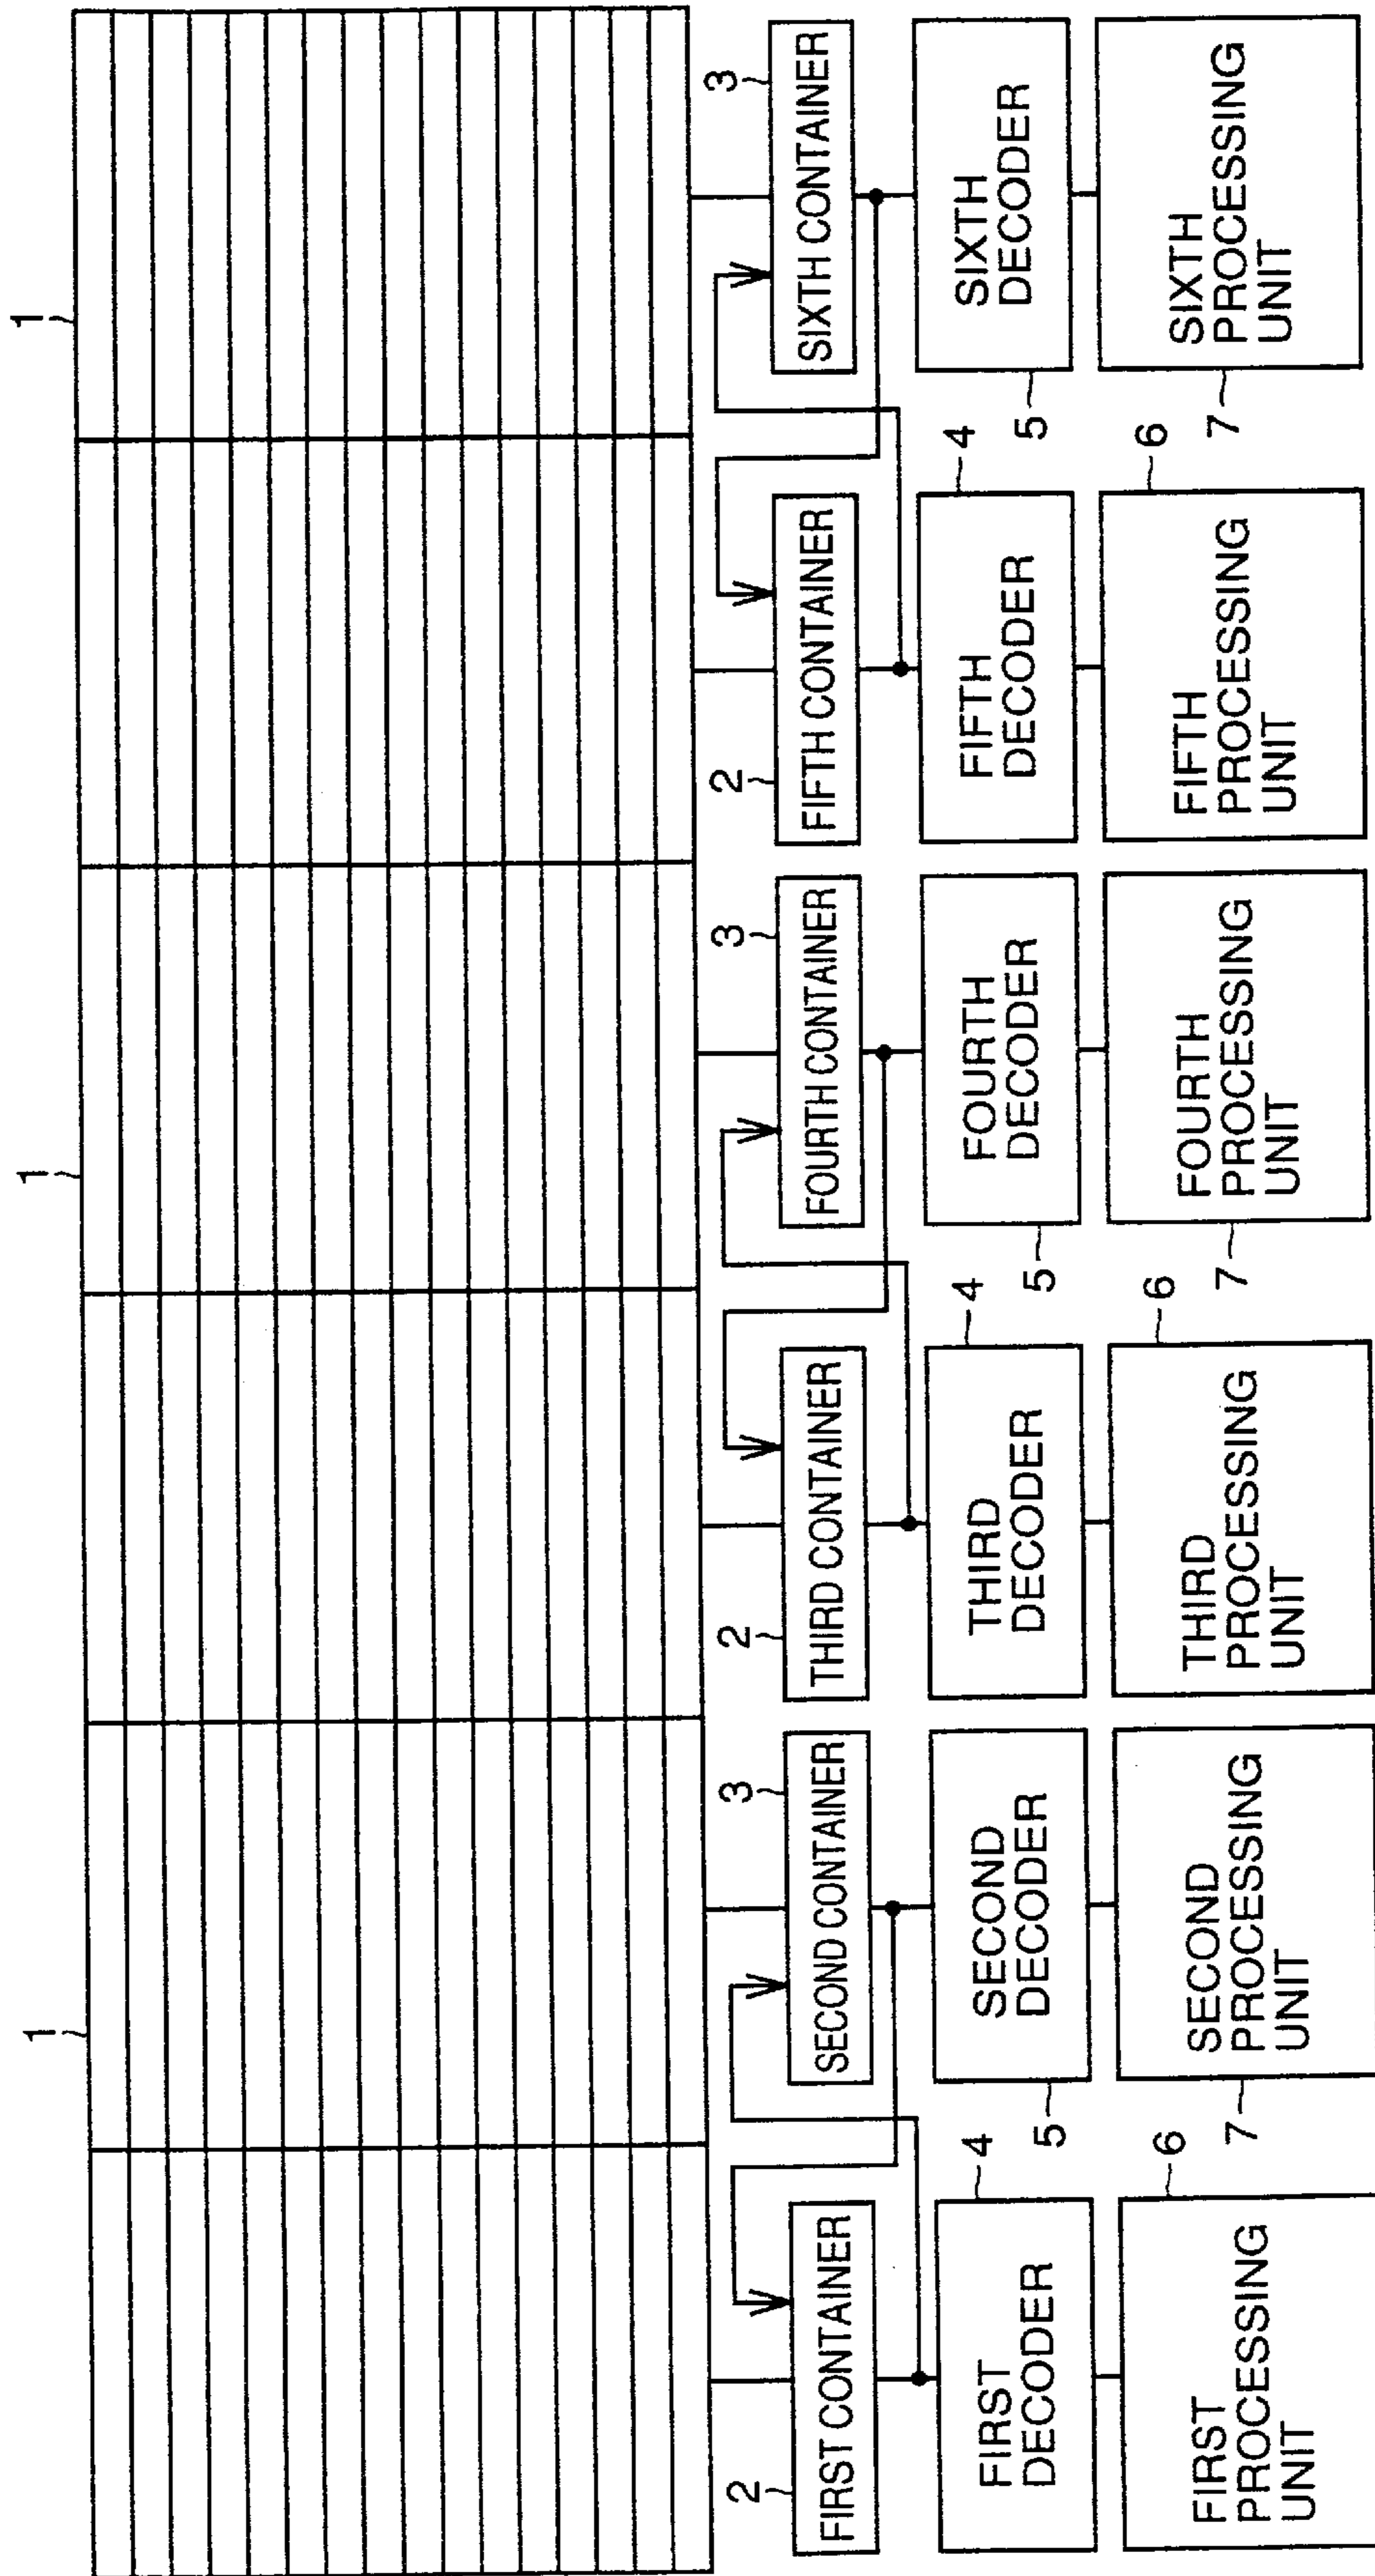 1
1
1
2
3
2
3
2
3
FIRST CONTAINER
SECOND CONTAINER
THIRD CONTAINER
FOURTH CONTAINER
FIFTH CONTAINER
SIXTH CONTAINER
4
4
4
FIRST
DECODER
SECOND
DECODER
THIRD
DECODER
FOURTH
DECODER
FIFTH
DECODER
SIXTH
DECODER
5
5
5
6
6
6
FIRST
PROCESSING
UNIT
SECOND
PROCESSING
UNIT
THIRD
PROCESSING
UNIT
FOURTH
PROCESSING
UNIT
FIFTH
PROCESSING
UNIT
SIXTH
PROCESSING
UNIT
7
7
7